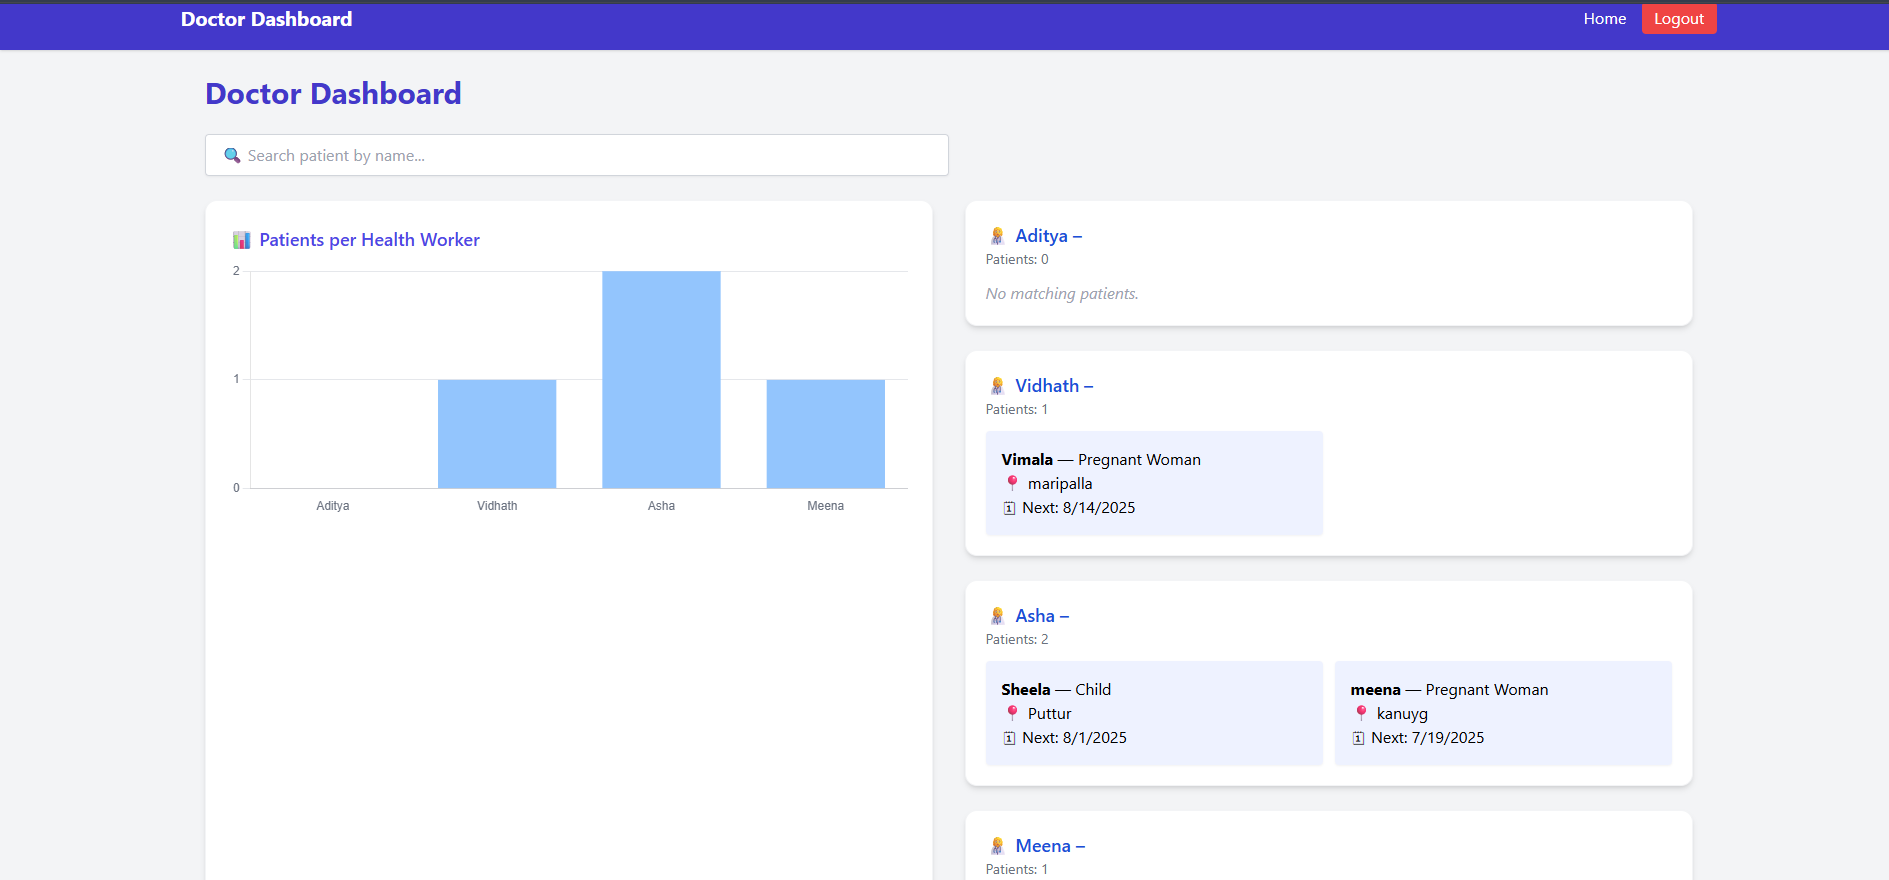 Doctor Dashboard
Home
Logout
Doctor Dashboard
Search patient by name...
Patients per Health Worker
2
1
0
Aditya
Vidhath
Asha
Meena
Aditya –
Patients: 0
No matching patients.
Vidhath –
Patients: 1
Vimala — Pregnant Woman
maripalla
Next: 8/14/2025
Asha –
Patients: 2
Sheela — Child
Puttur
Next: 8/1/2025
meena — Pregnant Woman
kanuyg
Next: 7/19/2025
Meena –
Patients: 1